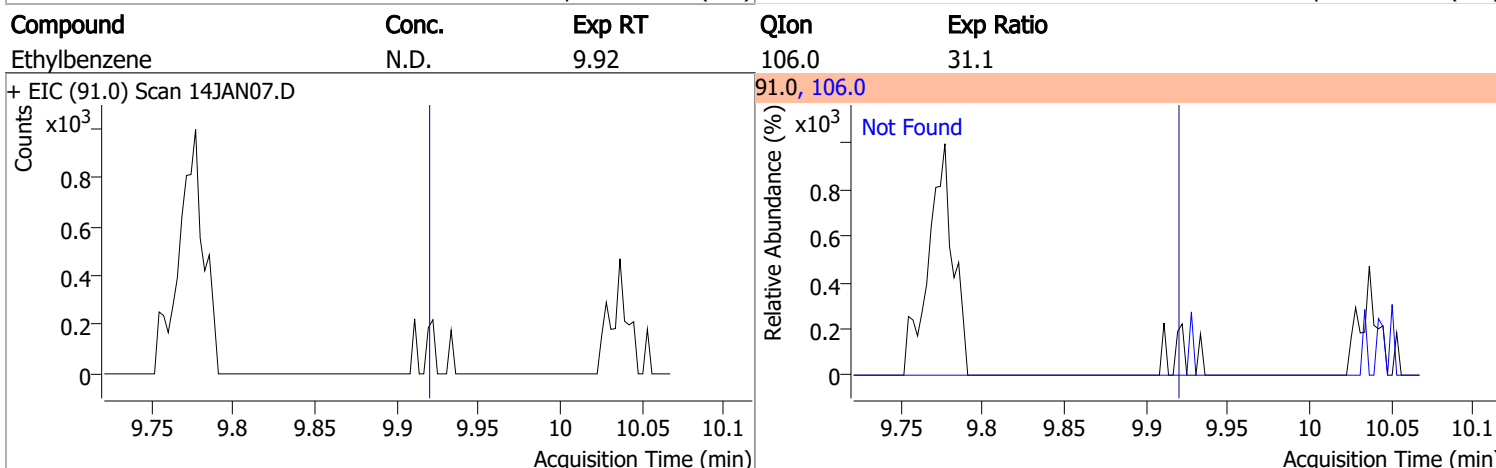 Compound Conc. Exp RT QIon Exp Ratio
Ethylbenzene N.D. 9.92 106.0 31.1
+ EIC (91.0) Scan 14JAN07.D
Counts
x10³
0.8
0.6
0.4
0.2
0
9.75 9.8 9.85 9.9 9.95 10 10.05 10.1
Acquisition Time (min)
91.0, 106.0
Relative Abundance (%)
x10³
Not Found
0.8
0.6
0.4
0.2
0
9.75 9.8 9.85 9.9 9.95 10 10.05 10.1
Acquisition Time (min)